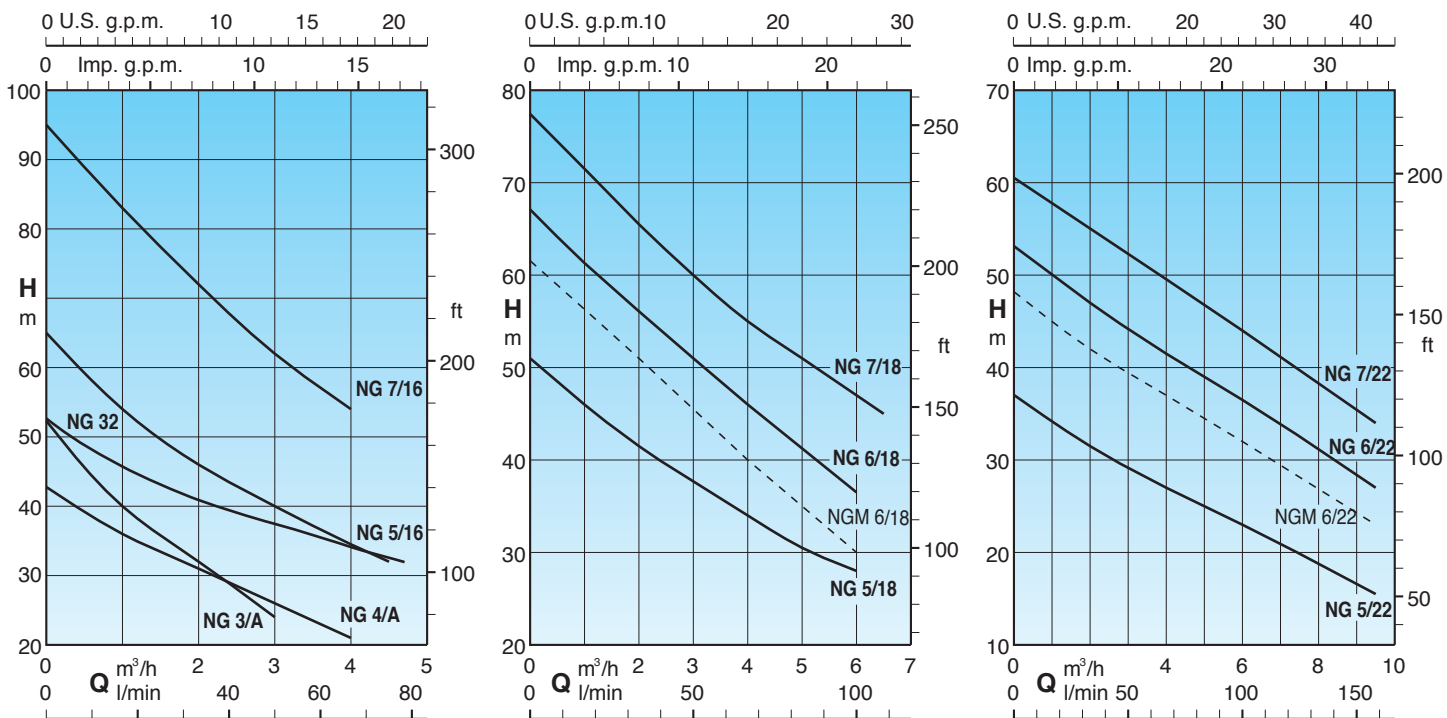 0 U.S. g.p.m. 10 15 20
0 Imp. g.p.m. 10 15
100
90
80
H
m
60
50
40
30
20
300
ft
200
100
NG 7/16
NG 32
NG 5/16
NG 4/A
NG 3/A
0 m³/h 2 3 4 5
Q
0 l/min 40 60 80
0 U.S. g.p.m. 10 20 30
0 Imp. g.p.m. 10 20
80
70
60
H
m
50
40
30
20
250
200
ft
150
100
NG 7/18
NG 6/18
NGM 6/18
NG 5/18
0 m³/h 2 3 4 5 6 7
Q
0 l/min 50 100
0 U.S. g.p.m. 20 30 40
0 Imp. g.p.m. 20 30
70
60
50
H
m
40
30
20
10
200
150
ft
100
50
NG 7/22
NG 6/22
NGM 6/22
NG 5/22
0 m³/h 4 6 8 10
Q
0 l/min 50 100 150